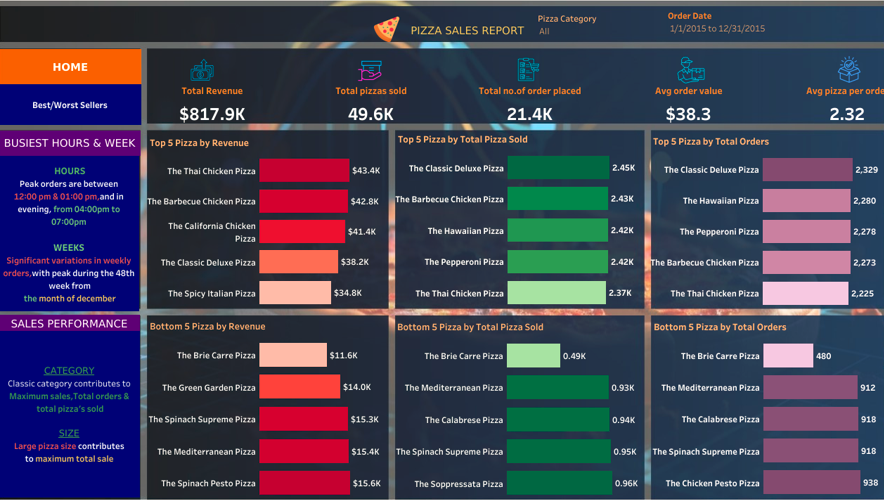 PIZZA SALES REPORT
Pizza Category
All
Order Date
1/1/2015 to 12/31/2015
HOME
Best/Worst Sellers
Total Revenue
$817.9K
Total pizzas sold
49.6K
Total no.of order placed
21.4K
Avg order value
$38.3
Avg pizza per orde
2.32
BUSIEST HOURS & WEEK
HOURS
Peak orders are between
12:00 pm & 01:00 pm,and in
evening, from 04:00pm to
07:00pm
WEEKS
Significant variations in weekly
orders,with peak during the 48th
week from
the month of december
Top 5 Pizza by Revenue
The Thai Chicken Pizza $43.4K
The Barbecue Chicken Pizza $42.8K
The California Chicken
Pizza $41.4K
The Classic Deluxe Pizza $38.2K
The Spicy Italian Pizza $34.8K
Top 5 Pizza by Total Pizza Sold
The Classic Deluxe Pizza 2.45K
The Barbecue Chicken Pizza 2.43K
The Hawaiian Pizza 2.42K
The Pepperoni Pizza 2.42K
The Thai Chicken Pizza 2.37K
Top 5 Pizza by Total Orders
The Classic Deluxe Pizza 2,329
The Hawaiian Pizza 2,280
The Pepperoni Pizza 2,278
The Barbecue Chicken Pizza 2,273
The Thai Chicken Pizza 2,225
SALES PERFORMANCE
CATEGORY
Classic category contributes to
Maximum sales,Total orders &
total pizza's sold
SIZE
Large pizza size contributes
to maximum total sale
Bottom 5 Pizza by Revenue
The Brie Carre Pizza $11.6K
The Green Garden Pizza $14.0K
The Spinach Supreme Pizza $15.3K
The Mediterranean Pizza $15.4K
The Spinach Pesto Pizza $15.6K
Bottom 5 Pizza by Total Pizza Sold
The Brie Carre Pizza 0.49K
The Mediterranean Pizza 0.93K
The Calabrese Pizza 0.94K
The Spinach Supreme Pizza 0.95K
The Soppressata Pizza 0.96K
Bottom 5 Pizza by Total Orders
The Brie Carre Pizza 480
The Mediterranean Pizza 912
The Calabrese Pizza 918
The Spinach Supreme Pizza 918
The Chicken Pesto Pizza 938